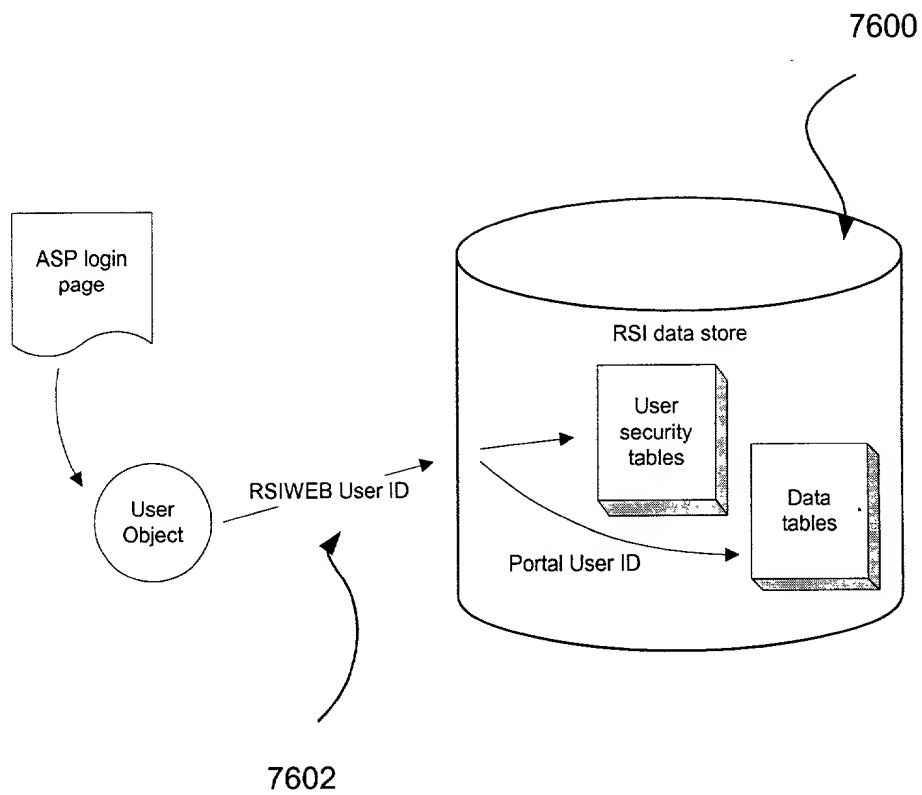 7600
ASP login
page
RSI data store
User
security
tables
RSIWEB User ID
User
Object
Data
tables
Portal User ID
7602